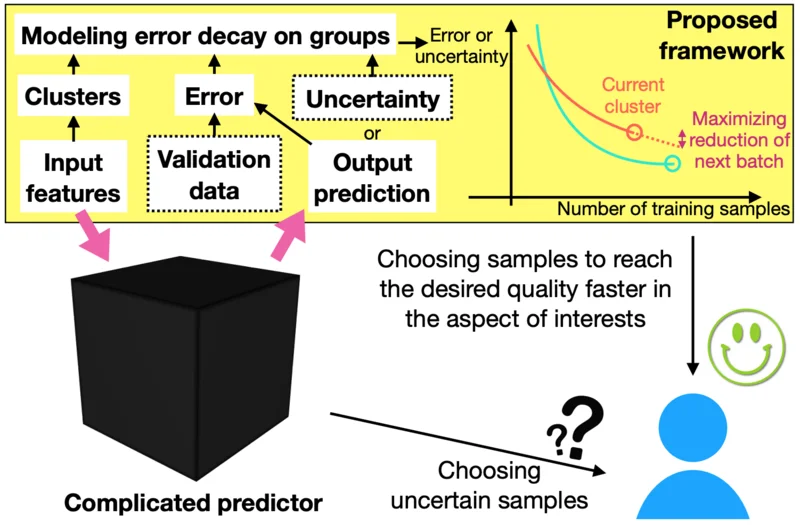 Modeling error decay on groups
Error or
uncertainty
Proposed
framework
Clusters
Error
Uncertainty
or
Input
features
Validation
data
Output
prediction
Current
cluster
Maximizing
reduction of
next batch
Number of training samples
Choosing samples to reach
the desired quality faster in
the aspect of interests
??
Choosing
uncertain samples
Complicated predictor